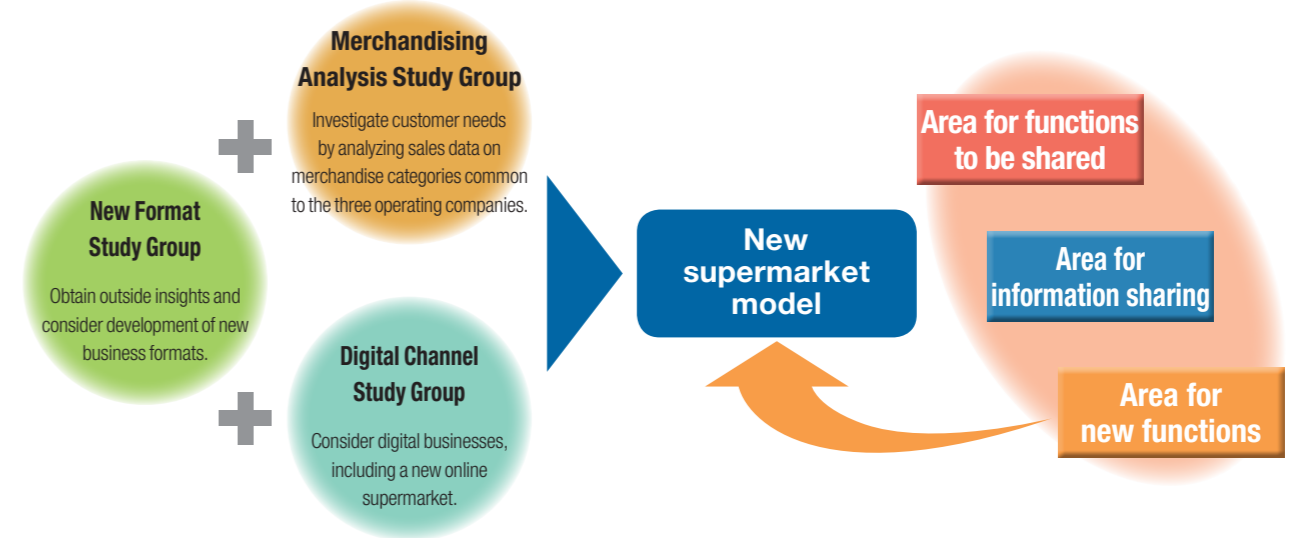 Merchandising
Analysis Study Group
Investigate customer needs
by analyzing sales data on
merchandise categories common
to the three operating companies.
New Format
Study Group
Obtain outside insights and
consider development of new
business formats.
Digital Channel
Study Group
Consider digital businesses,
including a new online
supermarket.
New
supermarket
model
Area for functions
to be shared
Area for
information sharing
Area for
new functions